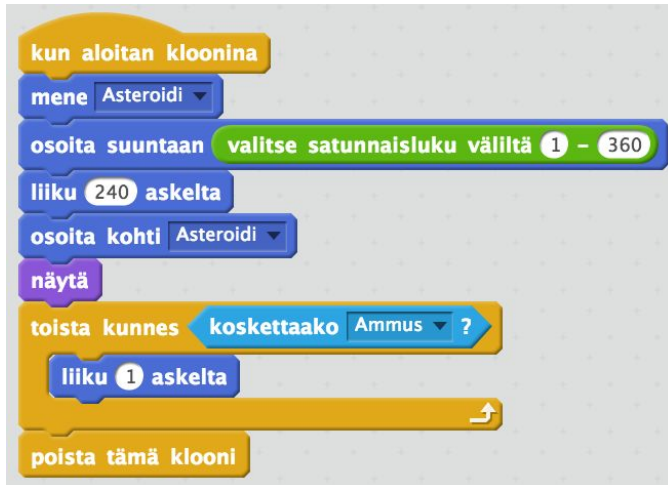 kun aloitan kloonina
mene Asteroidi
osoita suuntaan valitse satunnaisluku väliltä 1 - 360
liiku 240 askelta
osoita kohti Asteroidi
näytä
toista kunnes koskettaako Ammus ?
liiku 1 askelta
poista tämä klooni